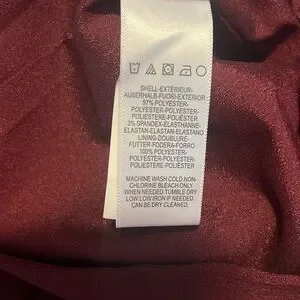 SHELL-EXTÉRIEUR-
AUßERHALB-FUORI-EXTERIOR
97% POLYESTER-
POLYESTER-POLYESTER-
POLIESTERE-POLIÉSTER
3% SPANDEX-ÉLASTHANNE-
ELASTAN-ELASTAN-ELASTANO
LINING-DOUBLURE-
FUTTER-FODERA-FORRO
100% POLYESTER-
POLYESTER-POLYESTER-
POLIESTERE-POLIÉSTER
MACHINE WASH COLD.NON-
CHLORINE BLEACH ONLY
WHEN NEEDED.TUMBLE DRY
LOW.LOW IRON IF NEEDED
CAN BE DRY CLEANED.